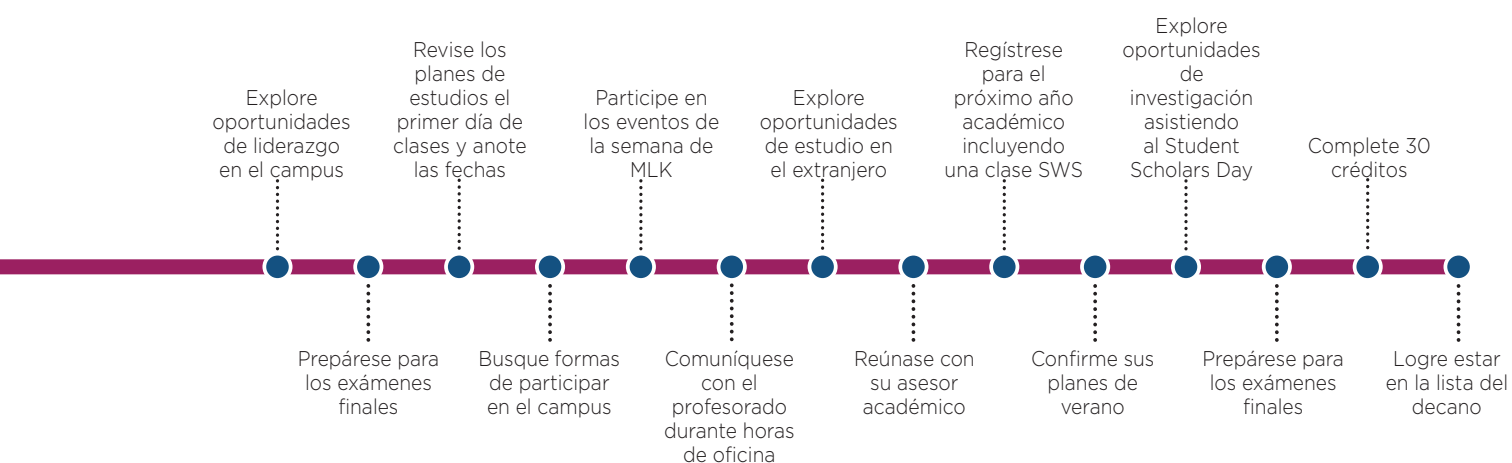 Explore
oportunidades
de liderazgo
en el campus
Prepárese para
los exámenes
finales
Revise los
planes de
estudios el
primer día de
clases y anote
las fechas
Busque formas
de participar
en el campus
Participe en
los eventos de
la semana de
MLK
Comuníquese
con el
profesorado
durante horas
de oficina
Explore
oportunidades
de estudio en
el extranjero
Reúnase con
su asesor
académico
Regístrese
para el
próximo año
académico
incluyendo
una clase SWS
Confirme sus
planes de
verano
Explore
oportunidades
de
investigación
asistiendo
al Student
Scholars Day
Prepárese para
los exámenes
finales
Complete 30
créditos
Logre estar
en la lista del
decano